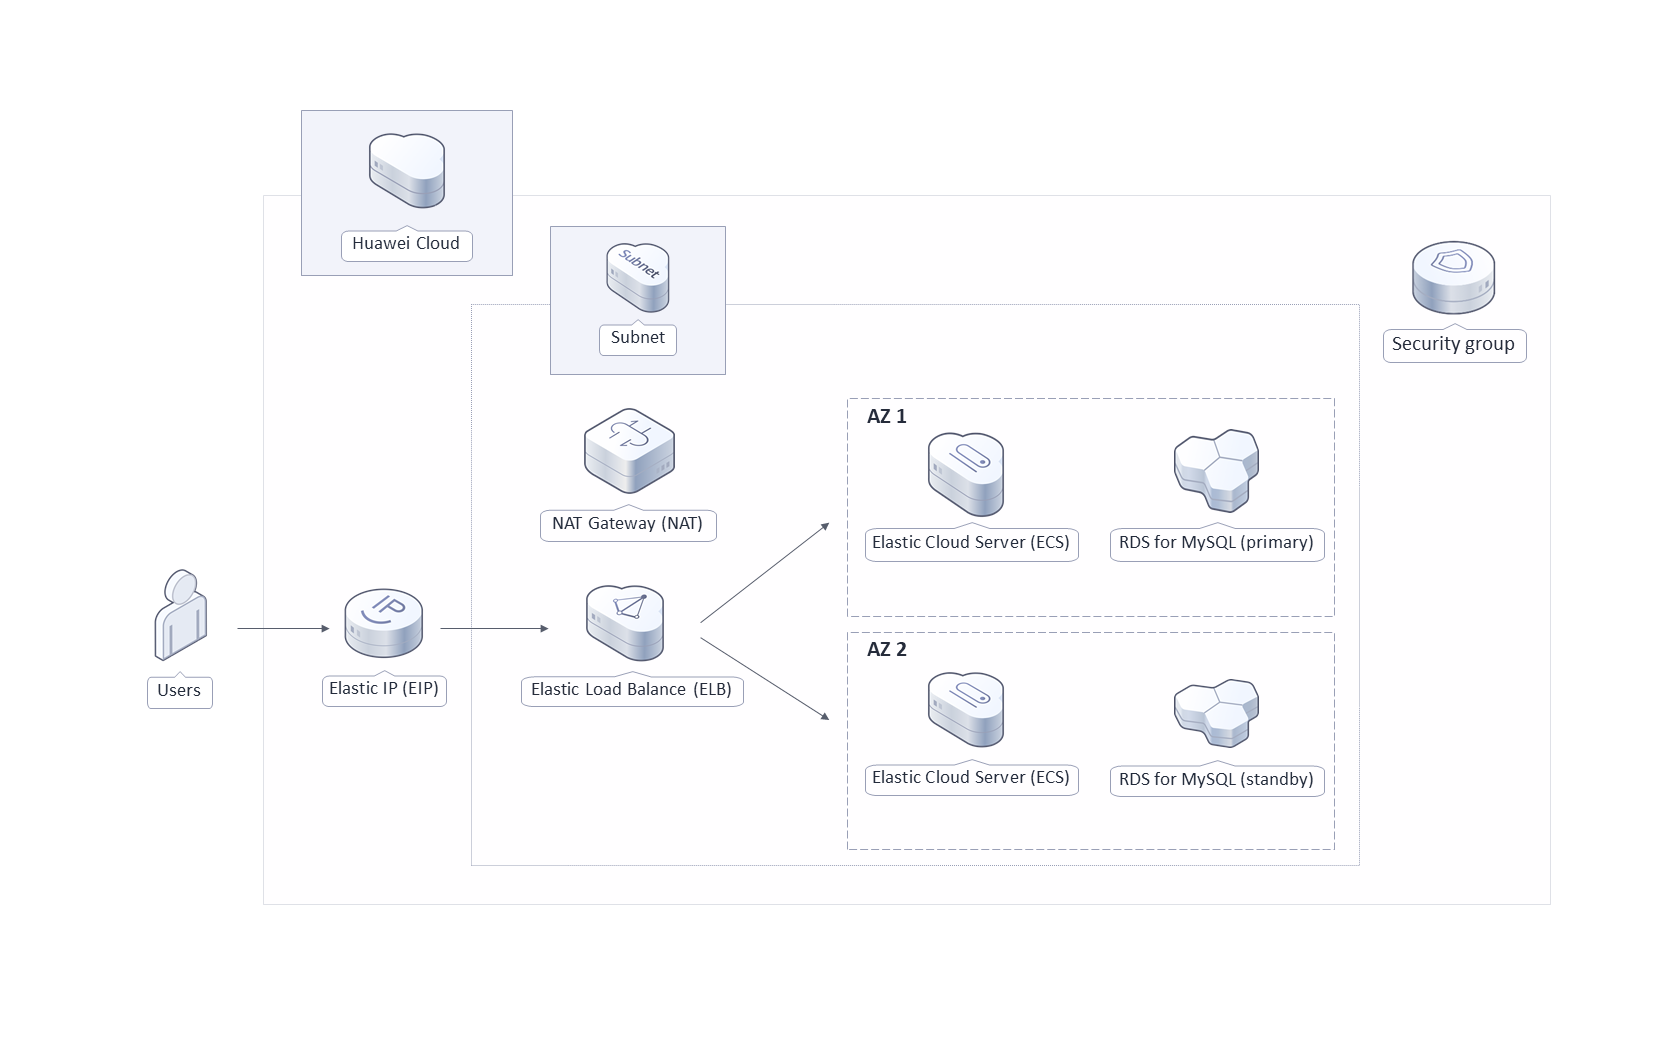 Huawei Cloud
Subnet
Subnet
Security group
NAT Gateway (NAT)
AZ 1
Elastic Cloud Server (ECS)
RDS for MySQL (primary)
Users
IP
Elastic IP (EIP)
Elastic Load Balance (ELB)
AZ 2
Elastic Cloud Server (ECS)
RDS for MySQL (standby)